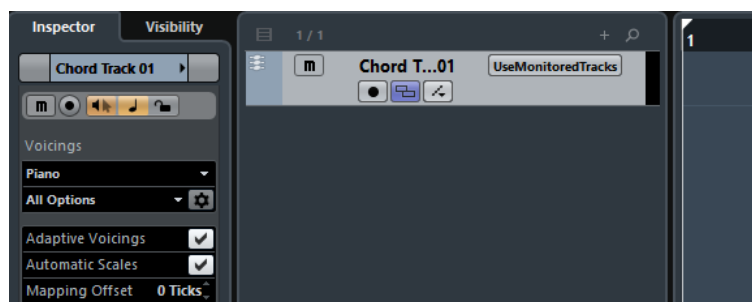 Inspector Visibility
1 / 1
+
1
Chord Track 01
m Chord T...01 UseMonitoredTracks
m
Voicings
Piano
All Options
Adaptive Voicings
Automatic Scales
Mapping Offset 0 Ticks